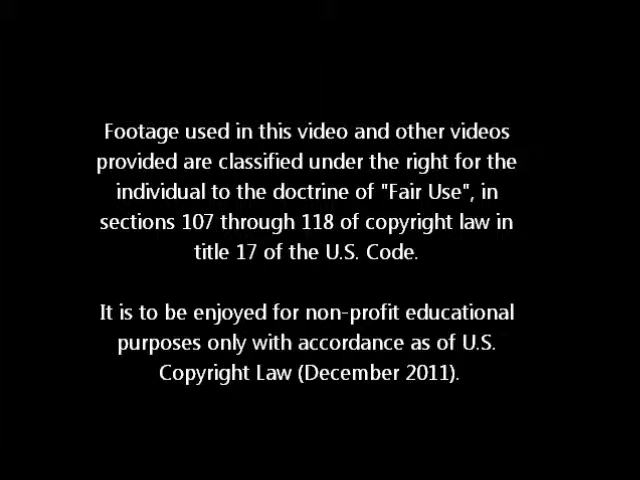 Footage used in this video and other videos
provided are classified under the right for the
individual to the doctrine of "Fair Use", in
sections 107 through 118 of copyright law in
title 17 of the U.S. Code.
It is to be enjoyed for non-profit educational
purposes only with accordance as of U.S.
Copyright Law (December 2011).